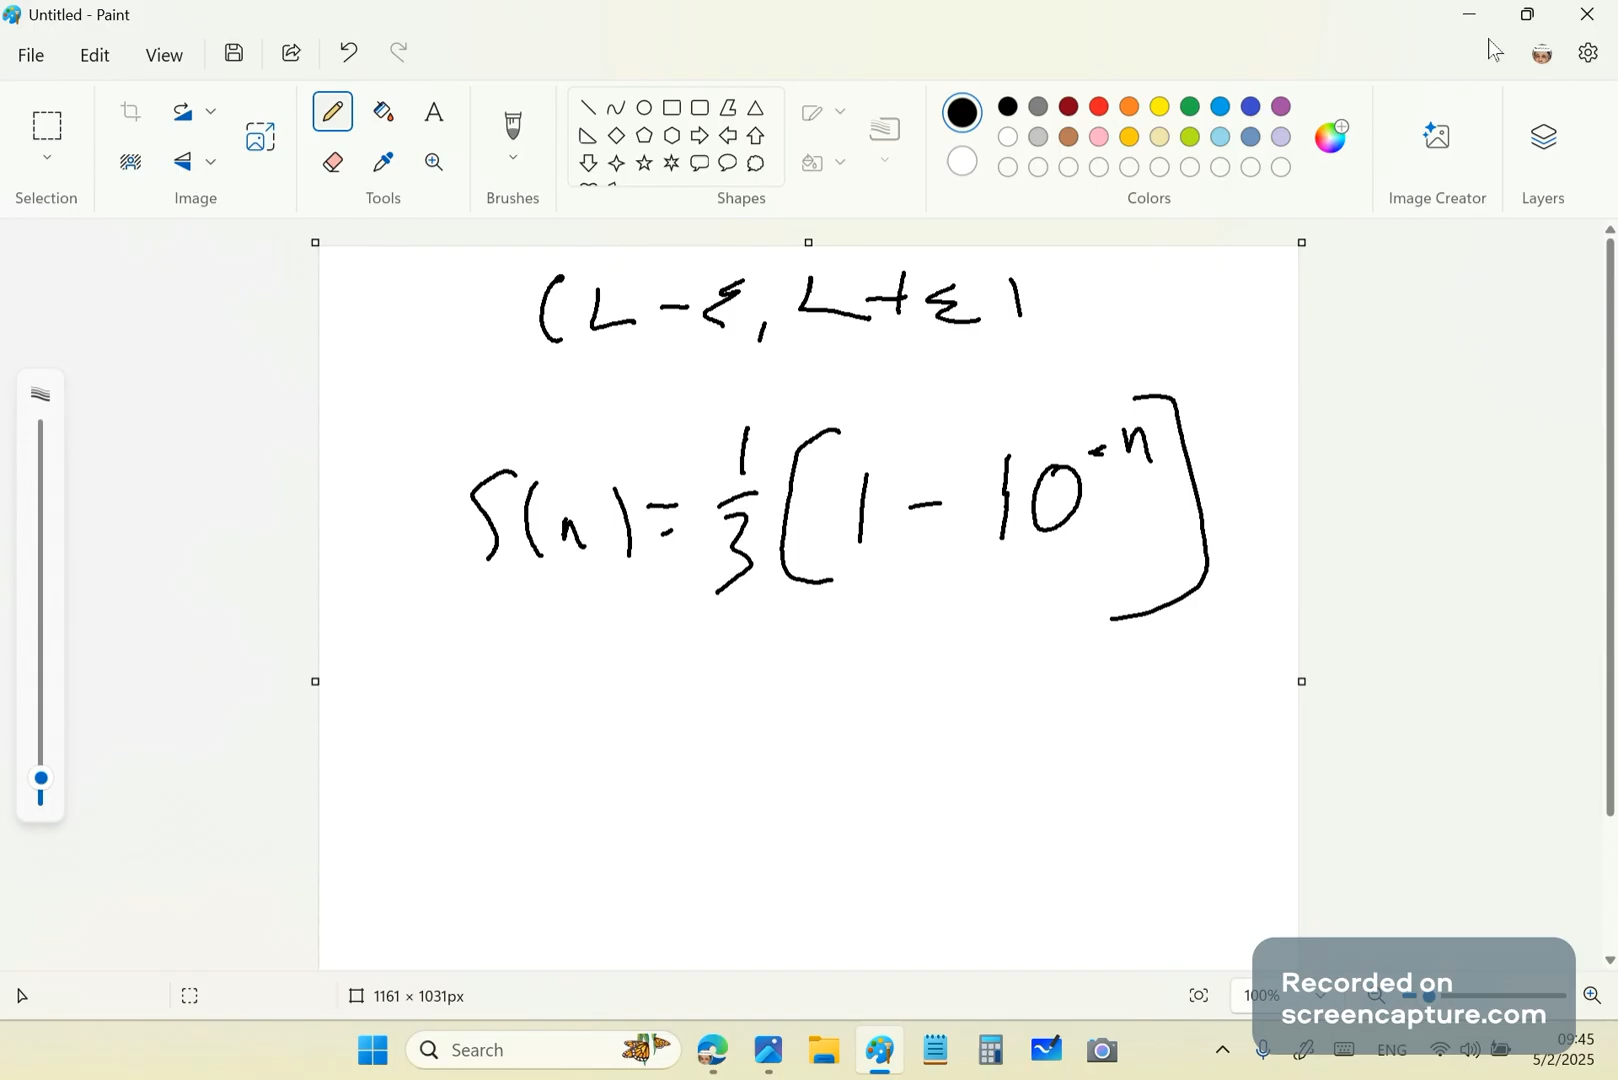 Untitled - Paint
File Edit View
Selection Image Tools Brushes Shapes Colors Image Creator Layers
(L-ε, L+ε)
S(n)= 1/3 [1 - 10^-n]
1161 × 1031px
100%
Recorded on
screencapture.com
Search
ENG
09:45
5/2/2025